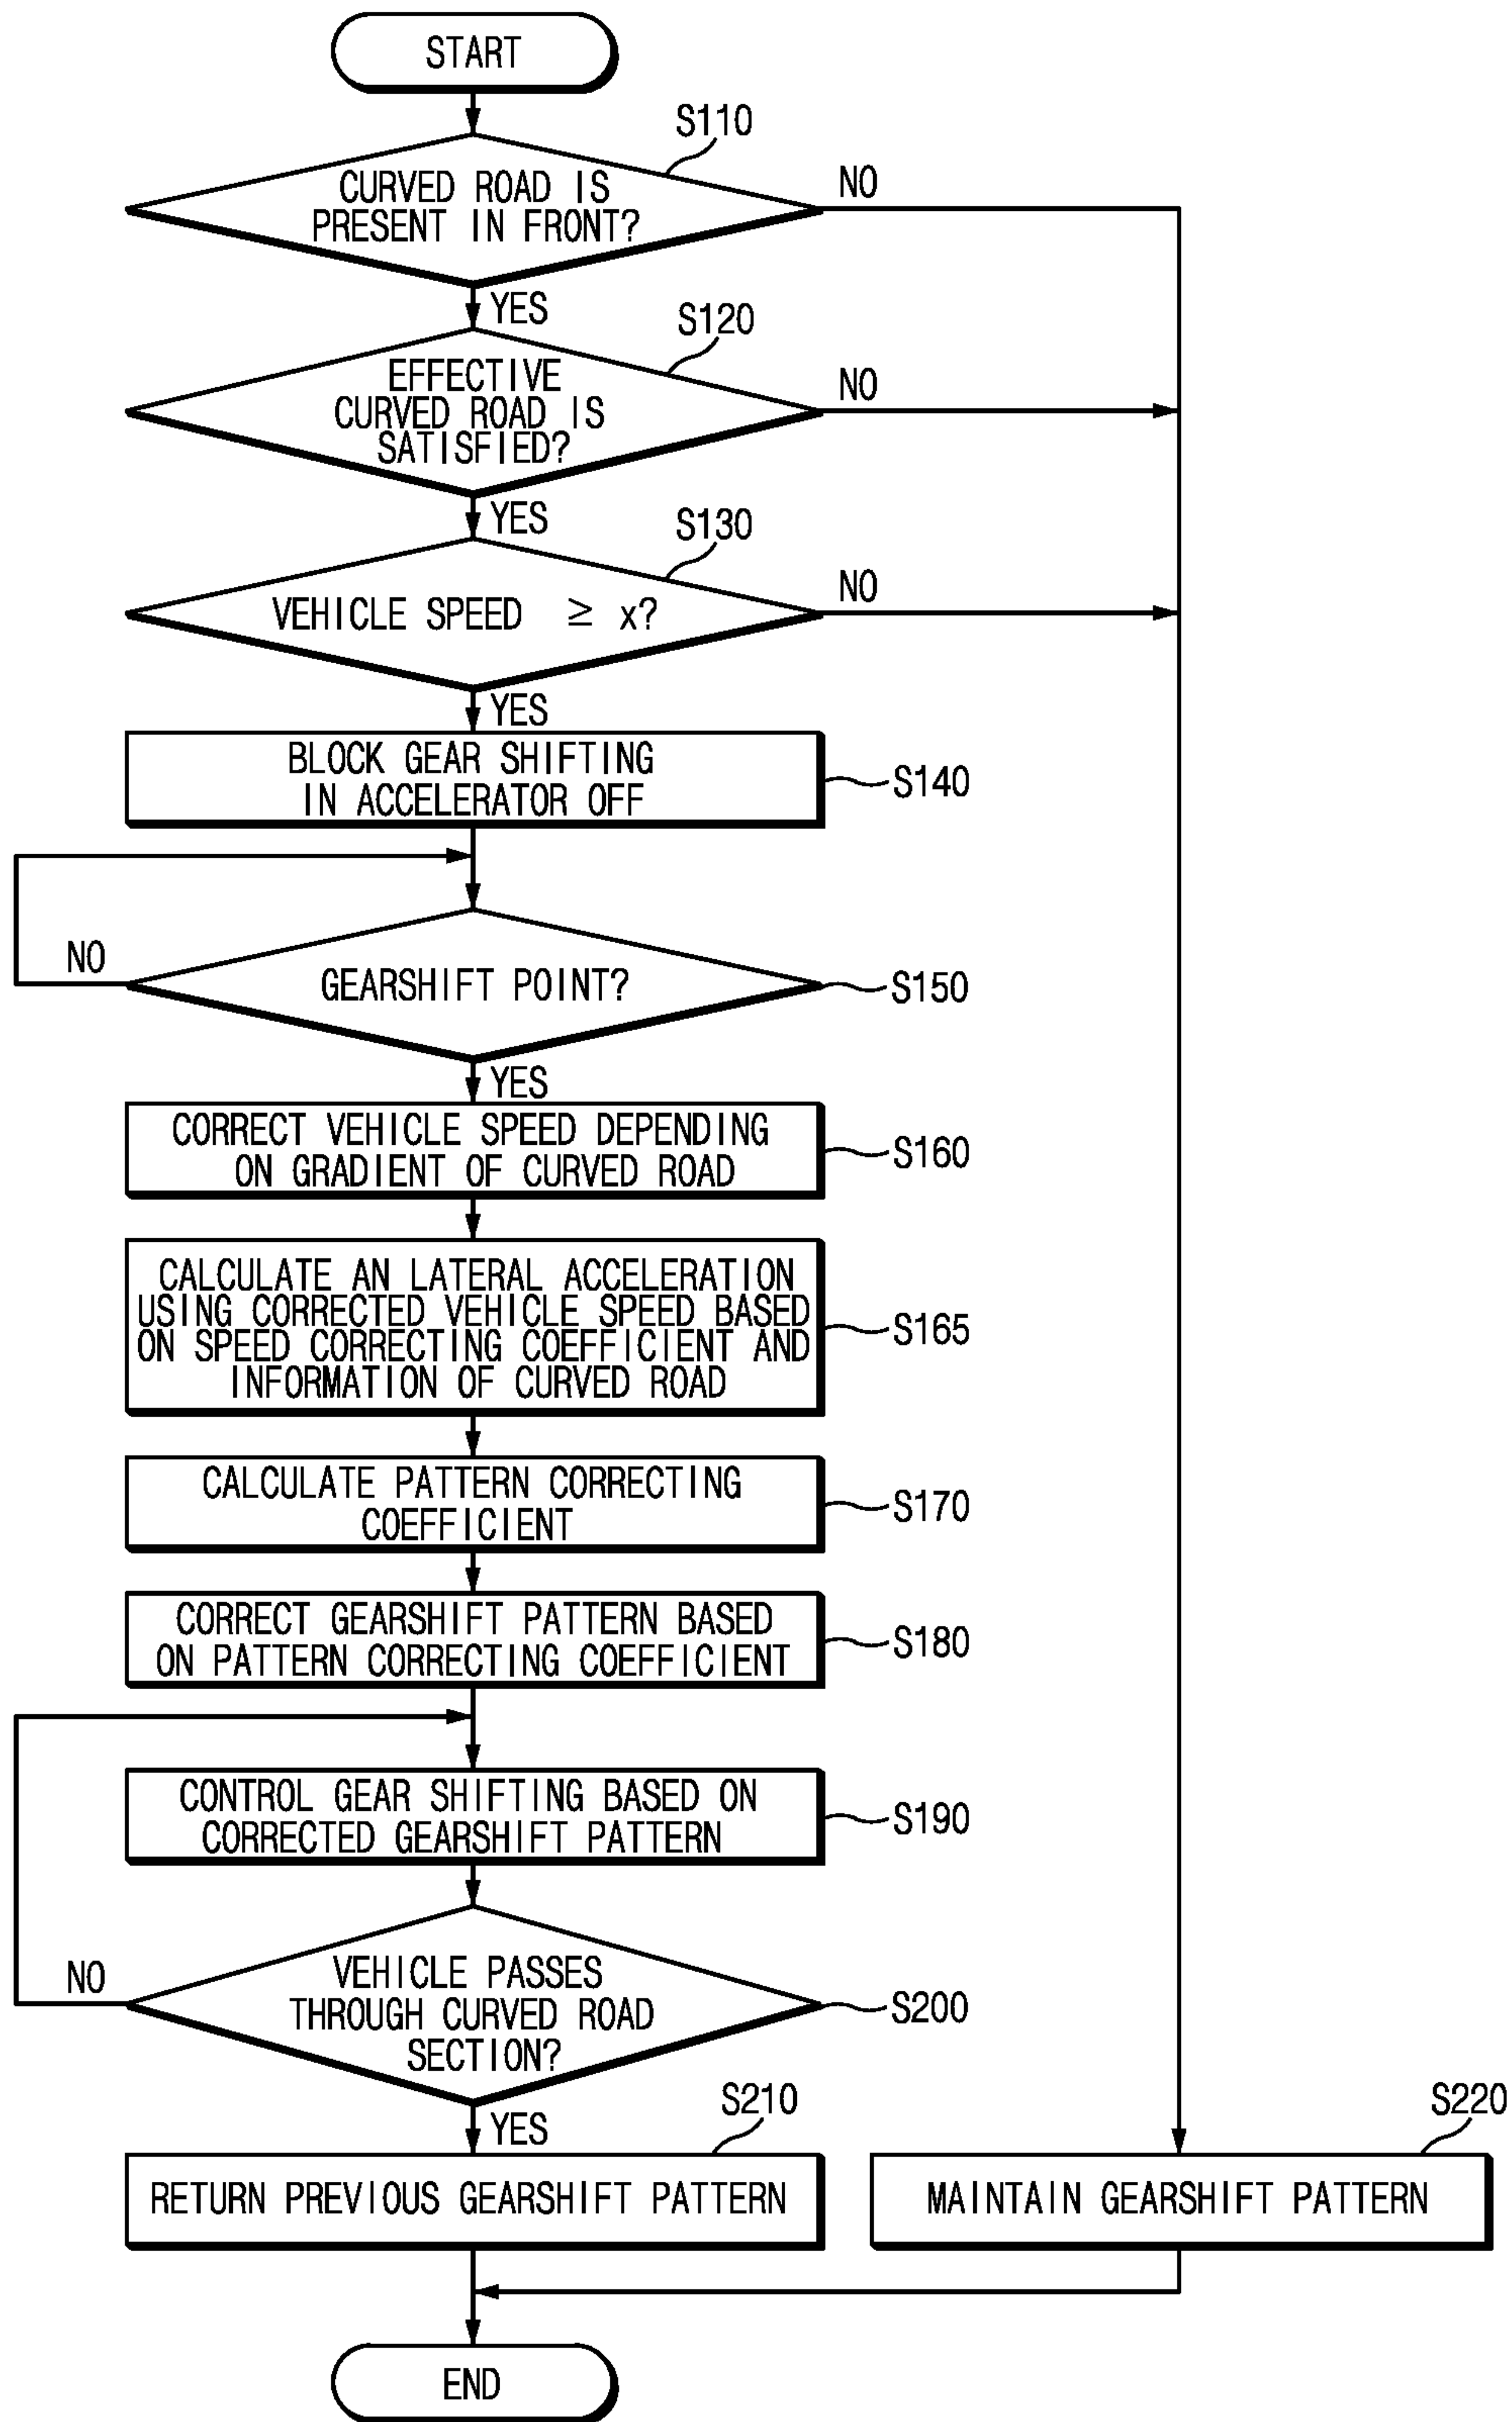 START
S110
CURVED ROAD IS
PRESENT IN FRONT?
NO
YES
S120
EFFECTIVE
CURVED ROAD IS
SATISFIED?
NO
YES
S130
VEHICLE SPEED ≥ x?
NO
YES
BLOCK GEAR SHIFTING
IN ACCELERATOR OFF
S140
NO
GEARSHIFT POINT?
S150
YES
CORRECT VEHICLE SPEED DEPENDING
ON GRADIENT OF CURVED ROAD
S160
CALCULATE AN LATERAL ACCELERATION
USING CORRECTED VEHICLE SPEED BASED
ON SPEED CORRECTING COEFFICIENT AND
INFORMATION OF CURVED ROAD
S165
CALCULATE PATTERN CORRECTING
COEFFICIENT
S170
CORRECT GEARSHIFT PATTERN BASED
ON PATTERN CORRECTING COEFFICIENT
S180
CONTROL GEAR SHIFTING BASED ON
CORRECTED GEARSHIFT PATTERN
S190
NO
VEHICLE PASSES
THROUGH CURVED ROAD
SECTION?
S200
YES
S210
RETURN PREVIOUS GEARSHIFT PATTERN
S220
MAINTAIN GEARSHIFT PATTERN
END